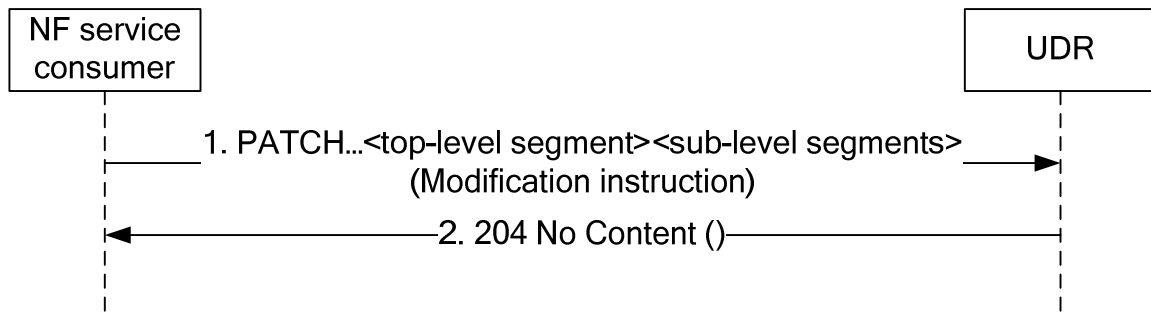 NF service
consumer
UDR
1. PATCH...<top-level segment><sub-level segments>
(Modification instruction)
2. 204 No Content ()